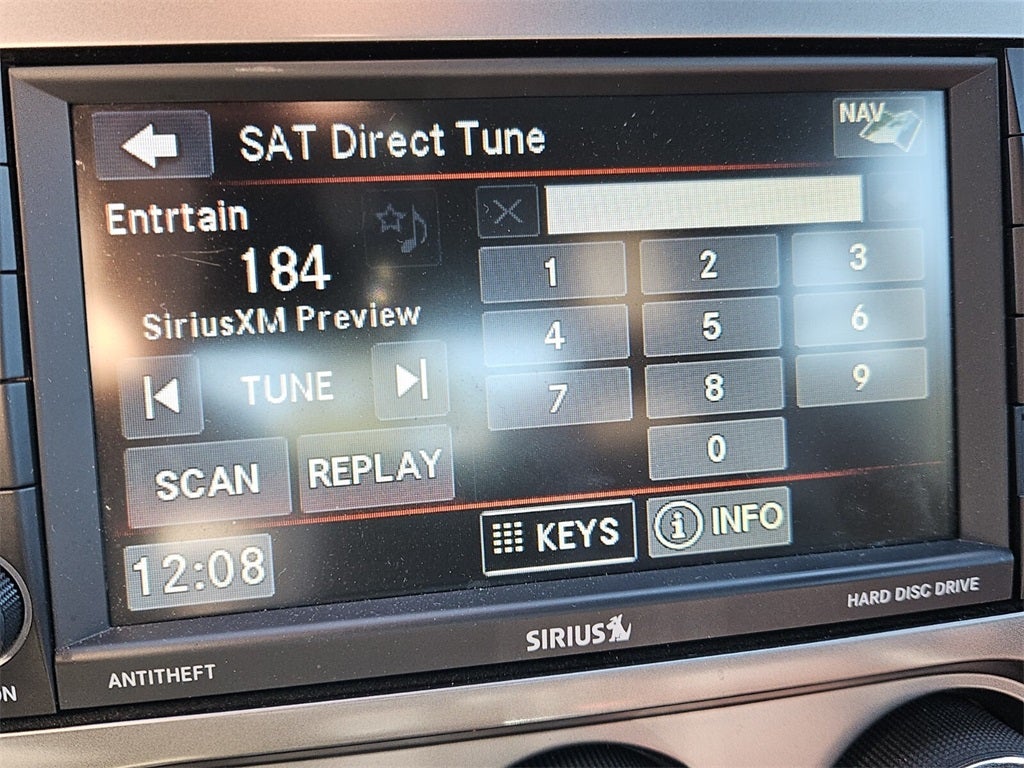 SAT Direct Tune
NAV
Entrtain
184
SiriusXM Preview
TUNE
SCAN REPLAY
1 2 3
4 5 6
7 8 9
0
12:08
KEYS
INFO
SIRIUS
HARD DISC DRIVE
ANTITHEFT